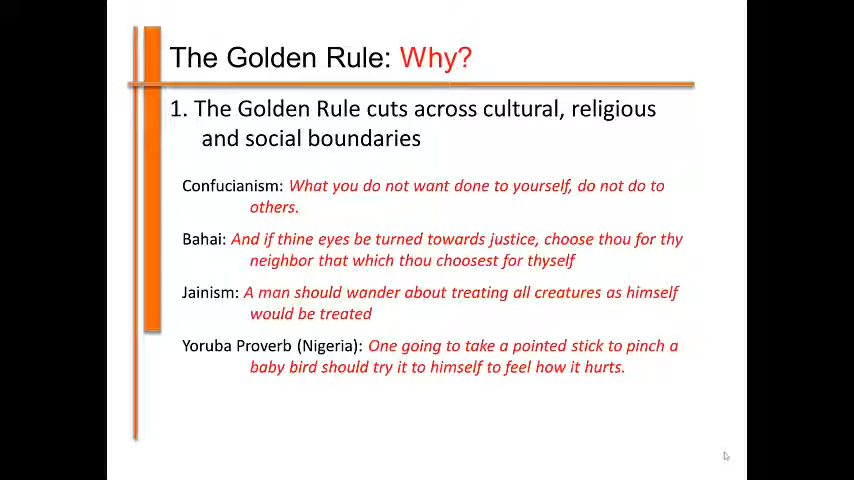 The Golden Rule: Why?
1. The Golden Rule cuts across cultural, religious
and social boundaries
Confucianism: What you do not want done to yourself, do not do to
others.
Bahai: And if thine eyes be turned towards justice, choose thou for thy
neighbor that which thou choosest for thyself
Jainism: A man should wander about treating all creatures as himself
would be treated
Yoruba Proverb (Nigeria): One going to take a pointed stick to pinch a
baby bird should try it to himself to feel how it hurts.